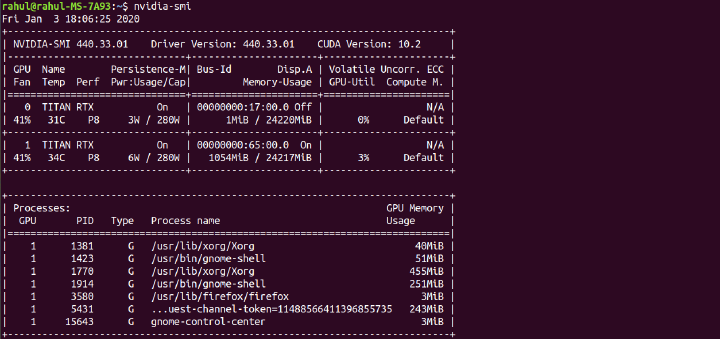 rahul@rahul-MS-7A93:~$ nvidia-smi
Fri Jan  3 18:06:25 2020
+-----------------------------------------------------------------------------+
| NVIDIA-SMI 440.33.01    Driver Version: 440.33.01    CUDA Version: 10.2     |
|-------------------------------+----------------------+----------------------+
| GPU  Name        Persistence-M| Bus-Id        Disp.A | Volatile Uncorr. ECC |
| Fan  Temp  Perf  Pwr:Usage/Cap|         Memory-Usage | GPU-Util  Compute M. |
|===============================+======================+======================|
|   0  TITAN RTX           On   | 00000000:17:00.0 Off |                  N/A |
| 41%   31C    P8     3W / 280W |      1MiB / 24220MiB |      0%      Default |
+-------------------------------+----------------------+----------------------+
|   1  TITAN RTX           On   | 00000000:65:00.0  On |                  N/A |
| 41%   34C    P8     6W / 280W |   1054MiB / 24217MiB |      3%      Default |
+-------------------------------+----------------------+----------------------+
+-----------------------------------------------------------------------------+
| Processes:                                                       GPU Memory |
|  GPU       PID   Type   Process name                             Usage      |
|=============================================================================|
|    1      1381      G   /usr/lib/xorg/Xorg                            40MiB |
|    1      1423      G   /usr/bin/gnome-shell                          51MiB |
|    1      1770      G   /usr/lib/xorg/Xorg                           455MiB |
|    1      1914      G   /usr/bin/gnome-shell                         251MiB |
|    1      3580      G   /usr/lib/firefox/firefox                       3MiB |
|    1      5431      G   ...uest-channel-token=11488566411396855735   243MiB |
|    1     15643      G   gnome-control-center                           3MiB |
+-----------------------------------------------------------------------------+